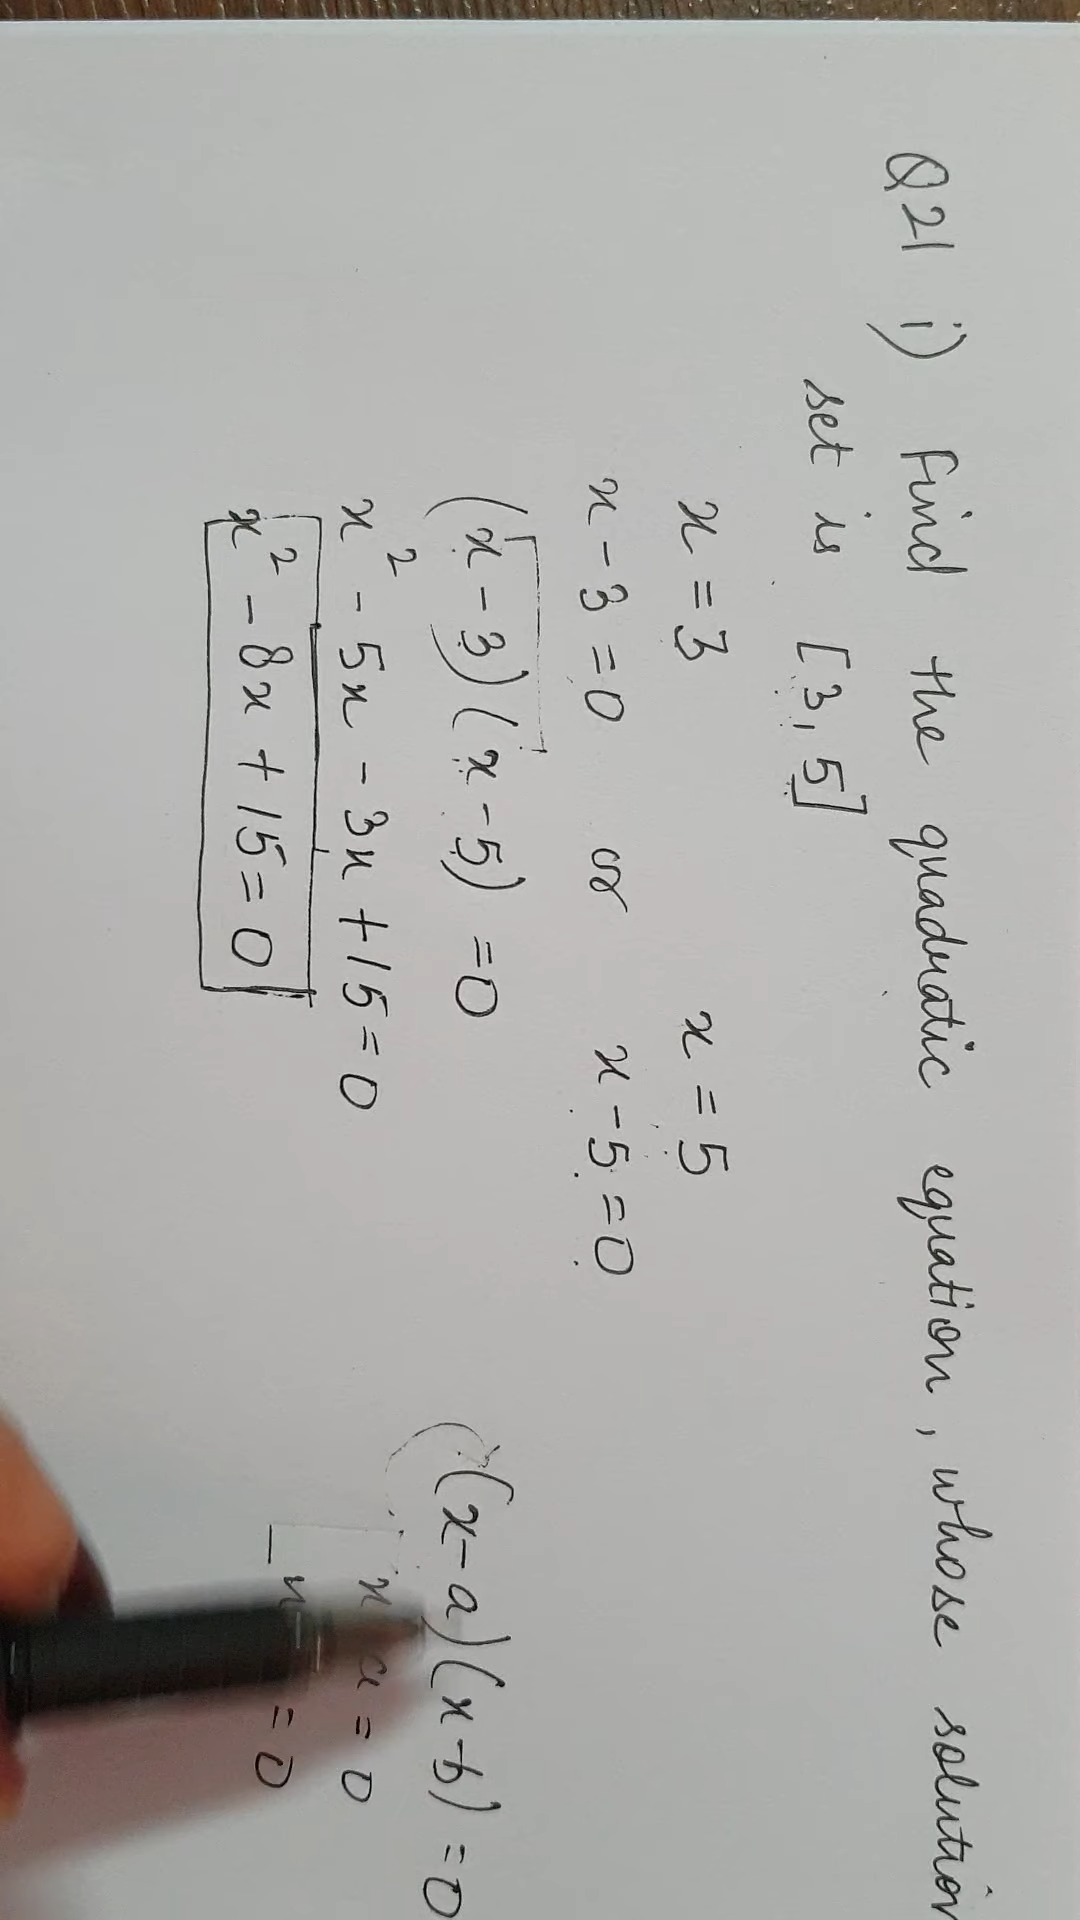 Q21 i) Find the quadratic equation, whose solution
set is [3,5]
x = 3 x = 5
x - 3 = 0 or x - 5 = 0
(x - 3)(x - 5) = 0
x² - 5x - 3x + 15 = 0
x² - 8x + 15 = 0
(x-a)(x-b) = 0
x a = 0
x- = 0